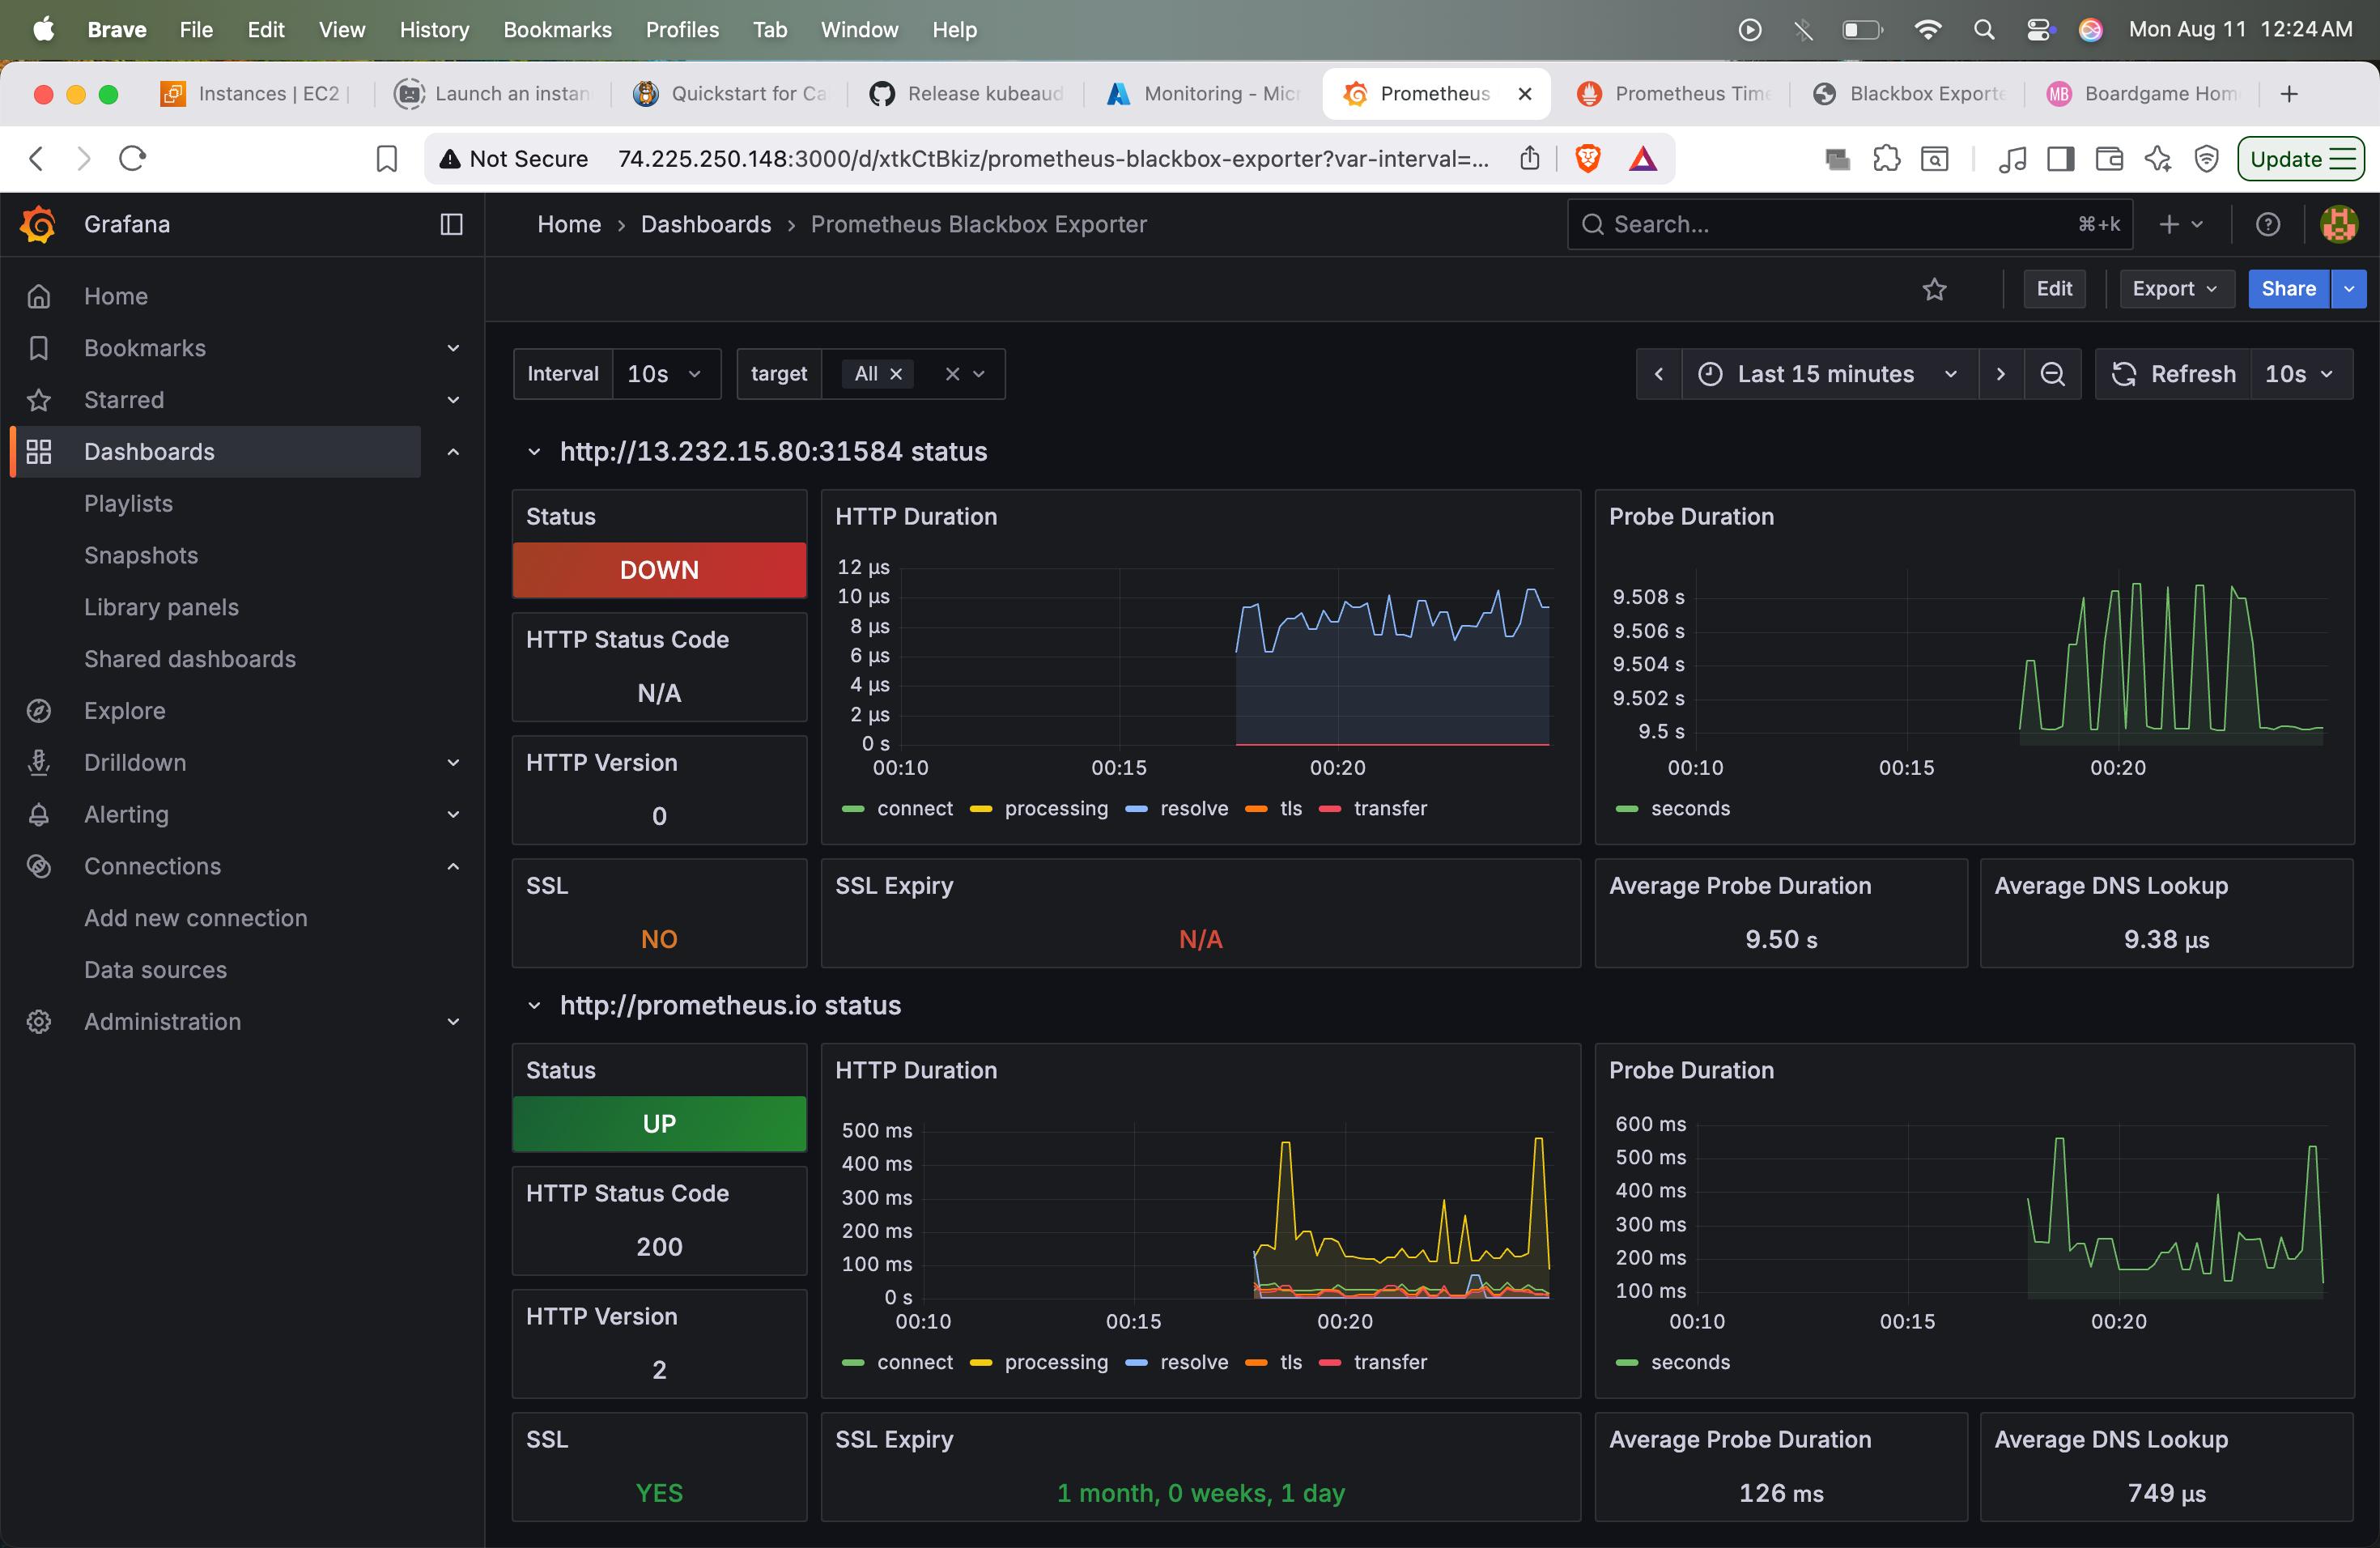 Brave File Edit View History Bookmarks Profiles Tab Window Help Mon Aug 11 12:24 AM
Instances | EC2 | Launch an instan Quickstart for Ca Release kubeaud Monitoring - Micr Prometheus Prometheus Time Blackbox Exporte MB Boardgame Hom
Not Secure 74.225.250.148:3000/d/xtkCtBkiz/prometheus-blackbox-exporter?var-interval=... Update
Grafana Home › Dashboards › Prometheus Blackbox Exporter Search... ⌘+k
Edit Export Share
Home
Bookmarks
Starred
Dashboards
Playlists
Snapshots
Library panels
Shared dashboards
Explore
Drilldown
Alerting
Connections
Add new connection
Data sources
Administration
Interval 10s target All Last 15 minutes Refresh 10s
http://13.232.15.80:31584 status
Status
DOWN
HTTP Status Code
N/A
HTTP Version
0
HTTP Duration
12 µs
10 µs
8 µs
6 µs
4 µs
2 µs
0 s
00:10 00:15 00:20
connect processing resolve tls transfer
Probe Duration
9.508 s
9.506 s
9.504 s
9.502 s
9.5 s
00:10 00:15 00:20
seconds
SSL
NO
SSL Expiry
N/A
Average Probe Duration
9.50 s
Average DNS Lookup
9.38 µs
http://prometheus.io status
Status
UP
HTTP Status Code
200
HTTP Version
2
HTTP Duration
500 ms
400 ms
300 ms
200 ms
100 ms
0 s
00:10 00:15 00:20
connect processing resolve tls transfer
Probe Duration
600 ms
500 ms
400 ms
300 ms
200 ms
100 ms
00:10 00:15 00:20
seconds
SSL
YES
SSL Expiry
1 month, 0 weeks, 1 day
Average Probe Duration
126 ms
Average DNS Lookup
749 µs